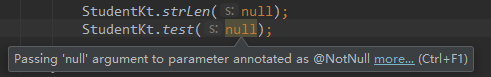 StudentKt.strLen( s: null);
StudentKt.test( s: null);
Passing 'null' argument to parameter annotated as @NotNull more... (Ctrl+F1)